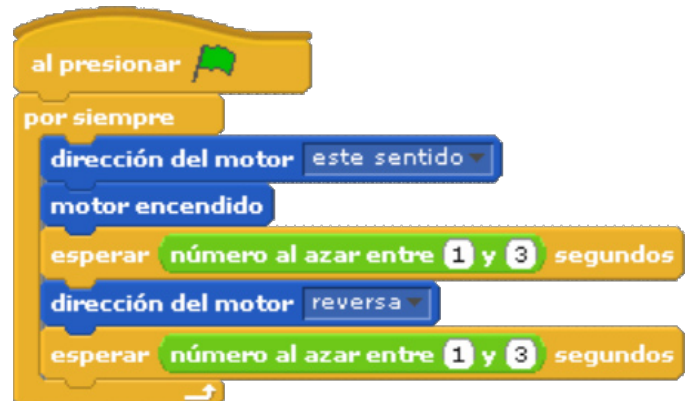 al presionar
por siempre
dirección del motor este sentido
motor encendido
esperar número al azar entre 1 y 3 segundos
dirección del motor reversa
esperar número al azar entre 1 y 3 segundos